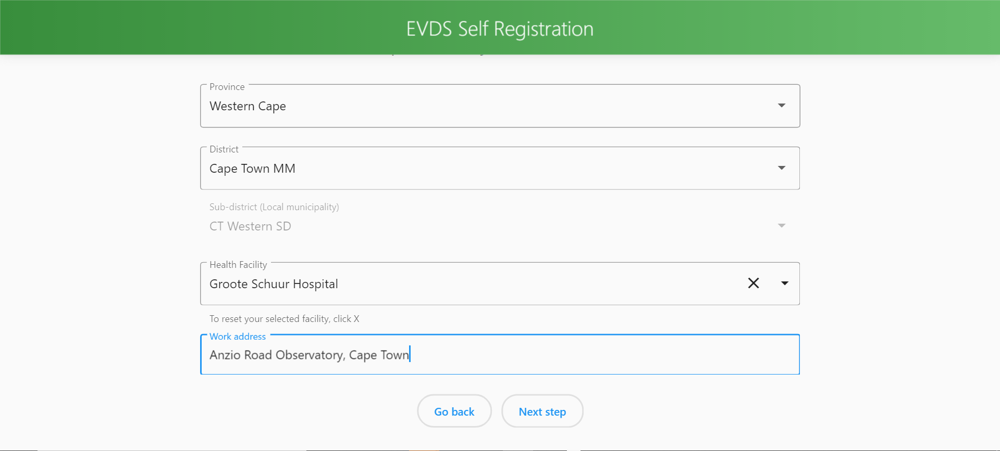 EVDS Self Registration
Province
Western Cape
District
Cape Town MM
Sub-district (Local municipality)
CT Western SD
Health Facility
Groote Schuur Hospital
To reset your selected facility, click X
Work address
Anzio Road Observatory, Cape Town
Go back
Next step